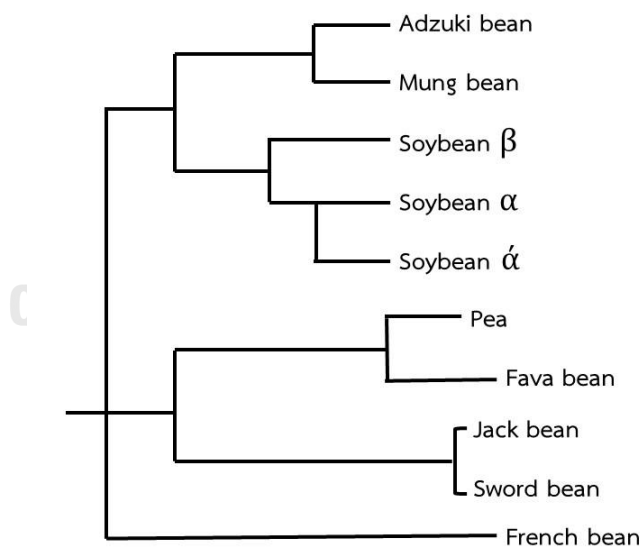 Adzuki bean
Mung bean
Soybean β
Soybean α
Soybean ά
Pea
Fava bean
Jack bean
Sword bean
French bean